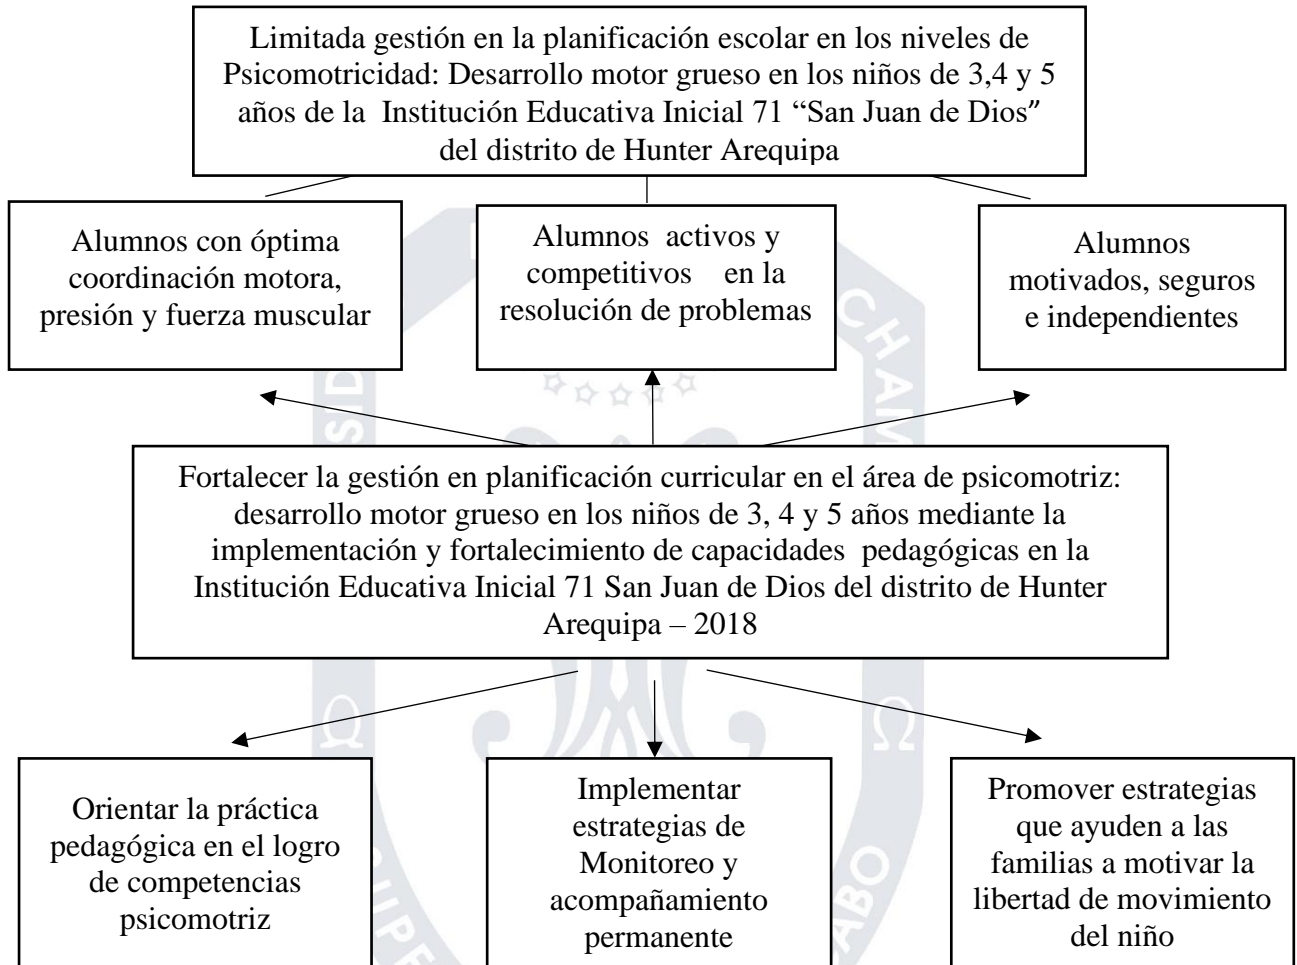 Limitada gestión en la planificación escolar en los niveles de
Psicomotricidad: Desarrollo motor grueso en los niños de 3,4 y 5
años de la Institución Educativa Inicial 71 “San Juan de Dios”
del distrito de Hunter Arequipa
Alumnos con óptima
coordinación motora,
presión y fuerza muscular
Alumnos activos y
competitivos en la
resolución de problemas
Alumnos
motivados, seguros
e independientes
Fortalecer la gestión en planificación curricular en el área de psicomotriz:
desarrollo motor grueso en los niños de 3, 4 y 5 años mediante la
implementación y fortalecimiento de capacidades pedagógicas en la
Institución Educativa Inicial 71 San Juan de Dios del distrito de Hunter
Arequipa – 2018
Orientar la práctica
pedagógica en el logro
de competencias
psicomotriz
Implementar
estrategias de
Monitoreo y
acompañamiento
permanente
Promover estrategias
que ayuden a las
familias a motivar la
libertad de movimiento
del niño